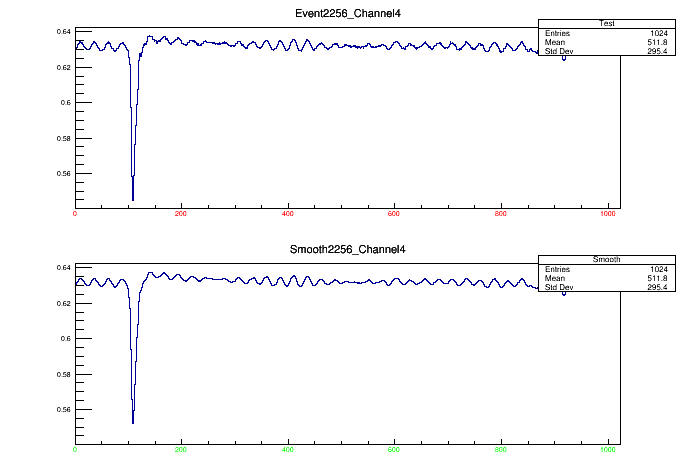 Event2256_Channel4
Test
Entries 1024
Mean 511.8
Std Dev 295.4
0.64
0.62
0.6
0.58
0.56
0 200 400 600 800 1000
Smooth2256_Channel4
Smooth
Entries 1024
Mean 511.8
Std Dev 295.4
0.64
0.62
0.6
0.58
0.56
0 200 400 600 800 1000